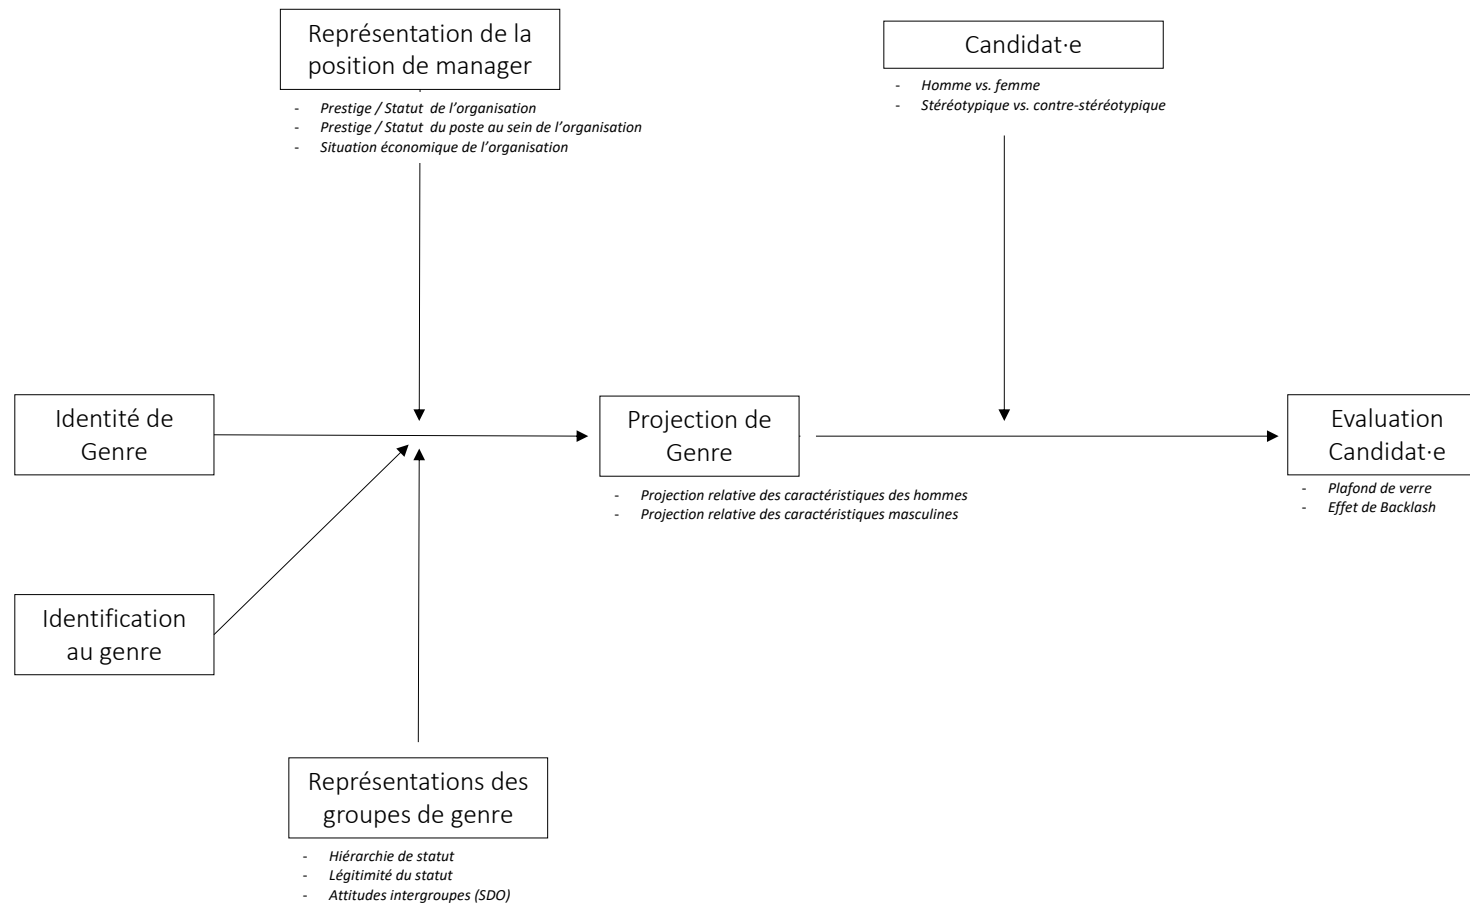 Représentation de la
position de manager
- Prestige / Statut de l'organisation
- Prestige / Statut du poste au sein de l'organisation
- Situation économique de l'organisation
Candidat·e
- Homme vs. femme
- Stéréotypique vs. contre-stéréotypique
Identité de
Genre
Projection de
Genre
- Projection relative des caractéristiques des hommes
- Projection relative des caractéristiques masculines
Evaluation
Candidat·e
- Plafond de verre
- Effet de Backlash
Identification
au genre
Représentations des
groupes de genre
- Hiérarchie de statut
- Légitimité du statut
- Attitudes intergroupes (SDO)